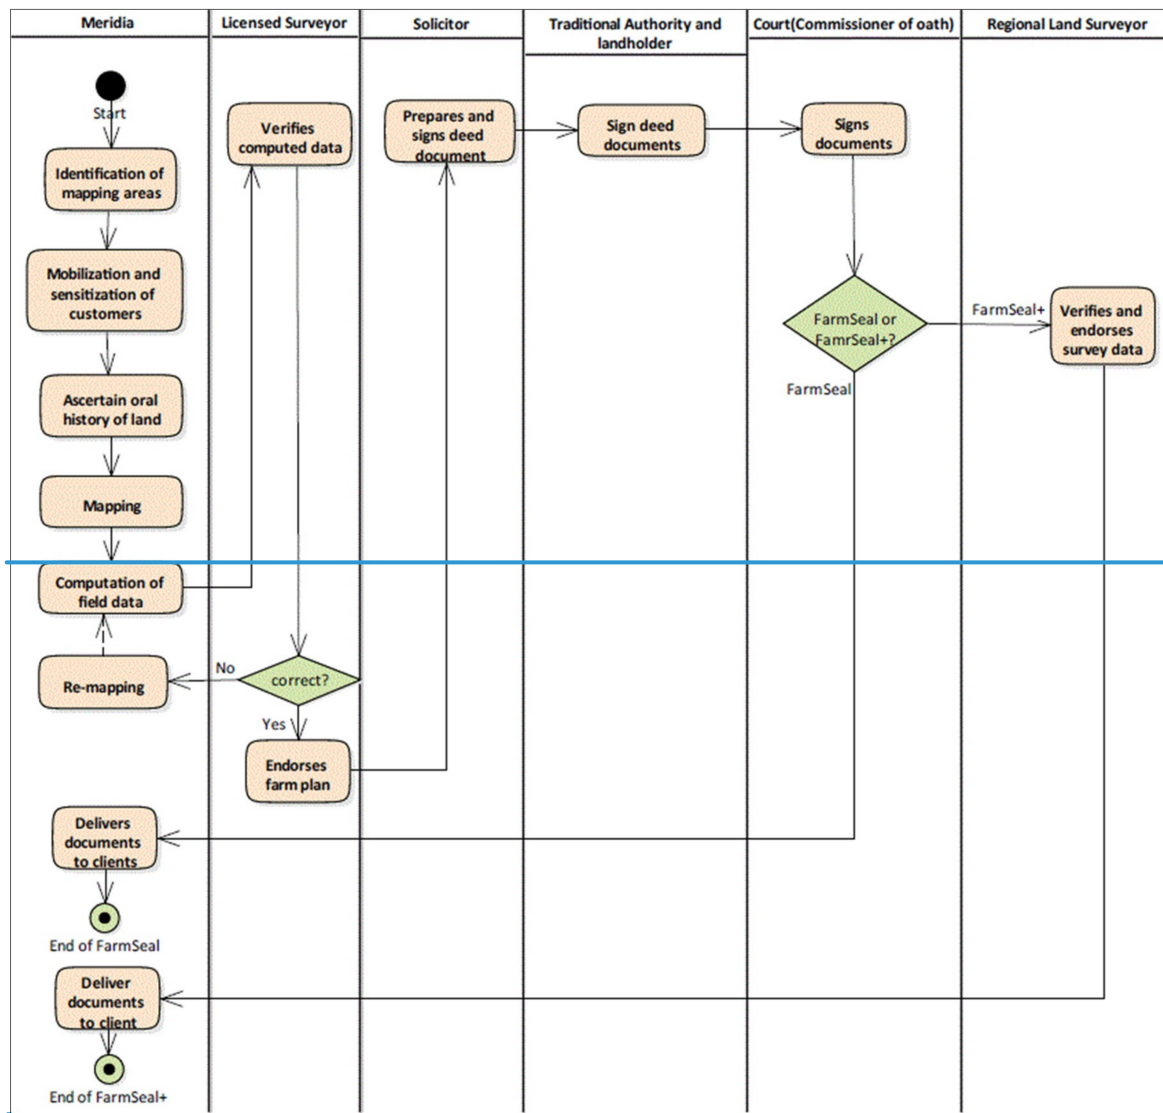 Meridia
Licensed Surveyor
Solicitor
Traditional Authority and
landholder
Court(Commissioner of oath)
Regional Land Surveyor
Start
Identification of
mapping areas
Mobilization and
sensitization of
customers
Ascertain oral
history of land
Mapping
Computation of
field data
Re-mapping
Delivers
documents
to clients
End of FarmSeal
Deliver
documents
to client
End of FarmSeal+
Verifies
computed data
correct?
No
Yes
Endorses
farm plan
Prepares and
signs deed
document
Sign deed
documents
Signs
documents
FarmSeal or
FamrSeal+?
FarmSeal+
FarmSeal
Verifies and
endorses
survey data